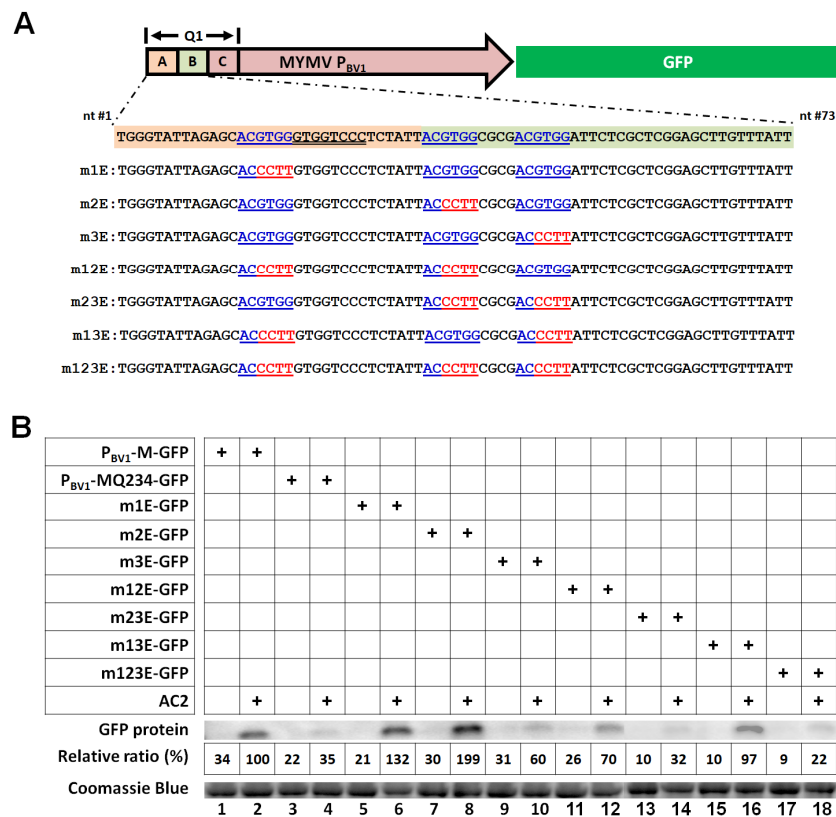 A
Q1
A B C MYMV PBV1 GFP
nt #1 nt #73
TGGGTATTAGAGCACGTGGGTGGTCCCTCTATTACGTGGCGCGACGTGGATTCTCGCTCGGAGCTTGTTTATT
m1E:TGGGTATTAGAGCACCCTTGTGGTCCCTCTATTACGTGGCGCGACGTGGATTCTCGCTCGGAGCTTGTTTATT
m2E:TGGGTATTAGAGCACGTGGGTGGTCCCTCTATTACCCTTCGCGACGTGGATTCTCGCTCGGAGCTTGTTTATT
m3E:TGGGTATTAGAGCACGTGGGTGGTCCCTCTATTACGTGGCGCGACCCTTATTCTCGCTCGGAGCTTGTTTATT
m12E:TGGGTATTAGAGCACCCTTGTGGTCCCTCTATTACCCTTCGCGACGTGGATTCTCGCTCGGAGCTTGTTTATT
m23E:TGGGTATTAGAGCACGTGGGTGGTCCCTCTATTACCCTTCGCGACCCTTATTCTCGCTCGGAGCTTGTTTATT
m13E:TGGGTATTAGAGCACCCTTGTGGTCCCTCTATTACGTGGCGCGACCCTTATTCTCGCTCGGAGCTTGTTTATT
m123E:TGGGTATTAGAGCACCCTTGTGGTCCCTCTATTACCCTTCGCGACCCTTATTCTCGCTCGGAGCTTGTTTATT
B
PBV1-M-GFP + +
PBV1-MQ234-GFP + +
m1E-GFP + +
m2E-GFP + +
m3E-GFP + +
m12E-GFP + +
m23E-GFP + +
m13E-GFP + +
m123E-GFP + +
AC2 + + + + + + + + +
GFP protein
Relative ratio (%) 34 100 22 35 21 132 30 199 31 60 26 70 10 32 10 97 9 22
Coomassie Blue
1 2 3 4 5 6 7 8 9 10 11 12 13 14 15 16 17 18